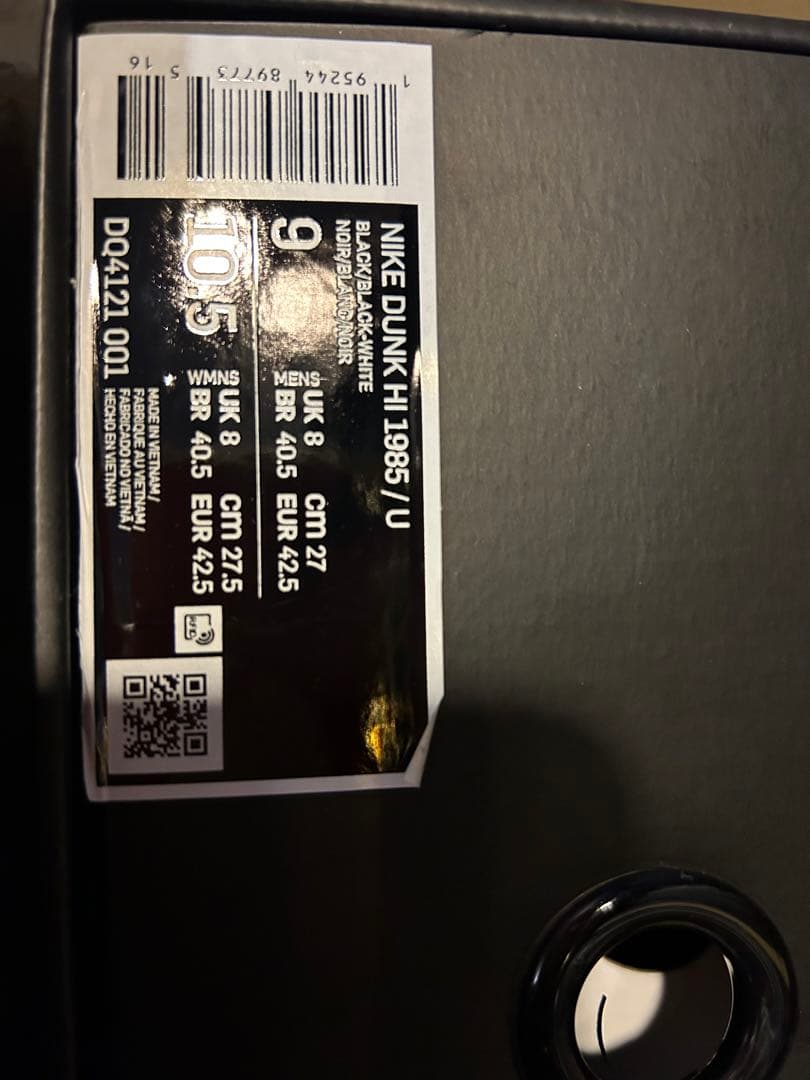 NIKE DUNK HI 1985 / U
BLACK/BLACK-WHITE
NOIR/BLANC/NOIR
9 MENS UK 8 cm 27
BR 40.5 EUR 42.5
10.5 WMNS UK 8 cm 27.5
BR 40.5 EUR 42.5
DQ4121 001
MADE IN VIETNAM /
FABRIQUE AU VIETNAM /
FABRICADO NO VIETNÃ /
HECHO EN VIETNAM
RFID
1 95244 89773 5 16